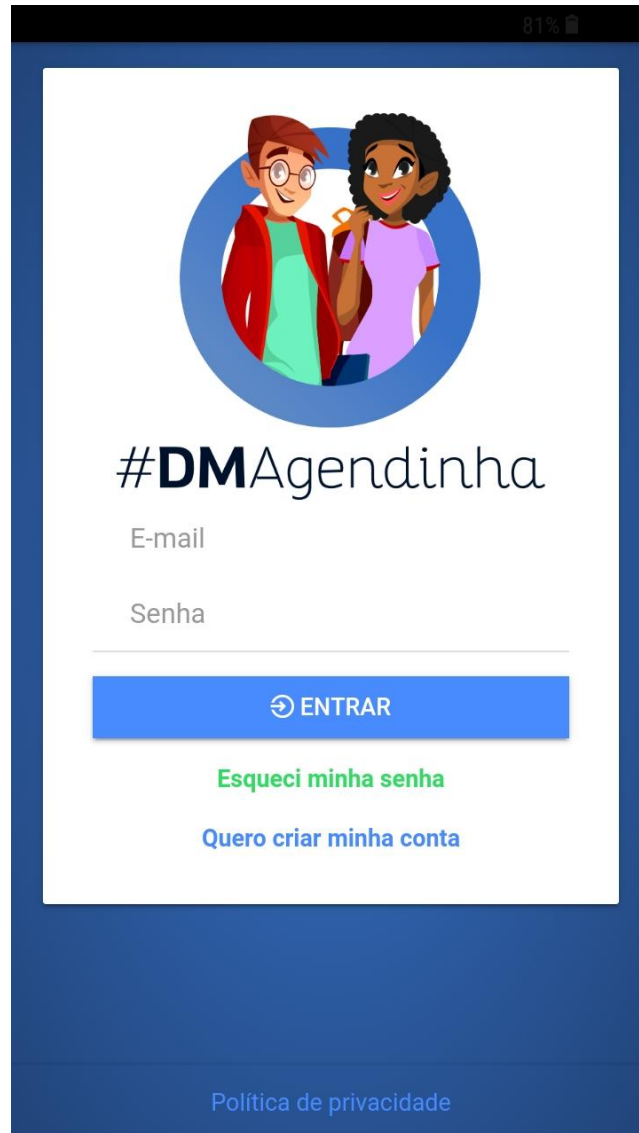 81%
#DMAgendinha
E-mail
Senha
ENTRAR
Esqueci minha senha
Quero criar minha conta
Política de privacidade